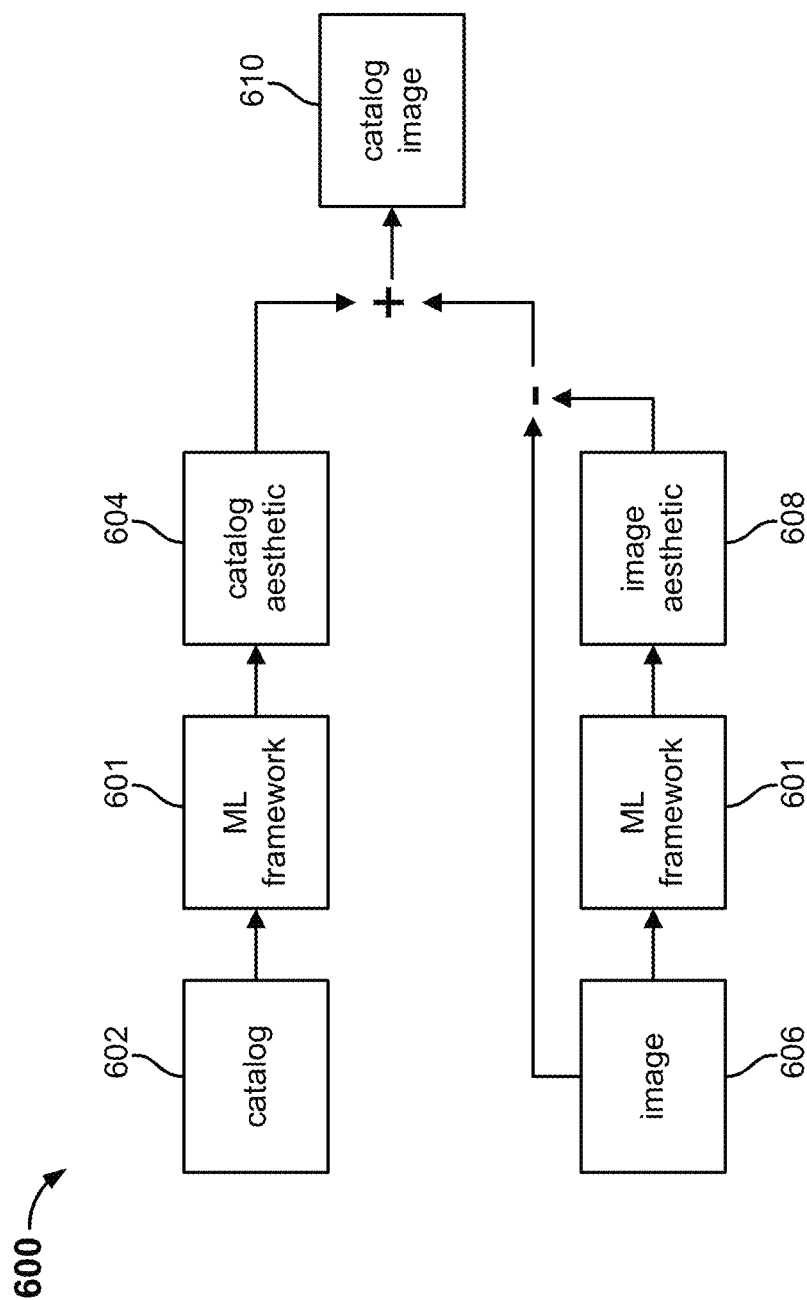 600
602
catalog
601
ML
framework
604
catalog
aesthetic
+
610
catalog
image
-
606
image
601
ML
framework
608
image
aesthetic